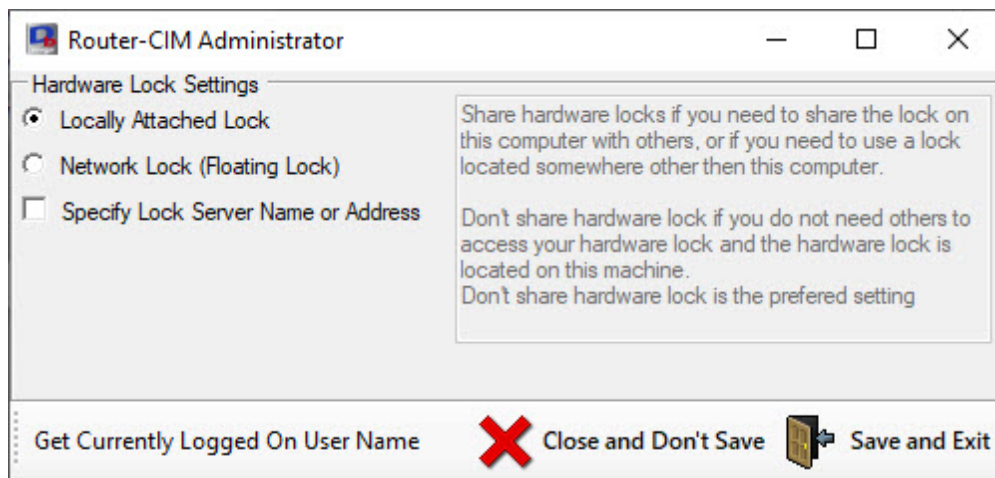 Router-CIM Administrator
Hardware Lock Settings
Locally Attached Lock
Network Lock (Floating Lock)
Specify Lock Server Name or Address
Share hardware locks if you need to share the lock on
this computer with others, or if you need to use a lock
located somewhere other then this computer.
Don't share hardware lock if you do not need others to
access your hardware lock and the hardware lock is
located on this machine.
Don't share hardware lock is the prefered setting
Get Currently Logged On User Name
Close and Don't Save
Save and Exit